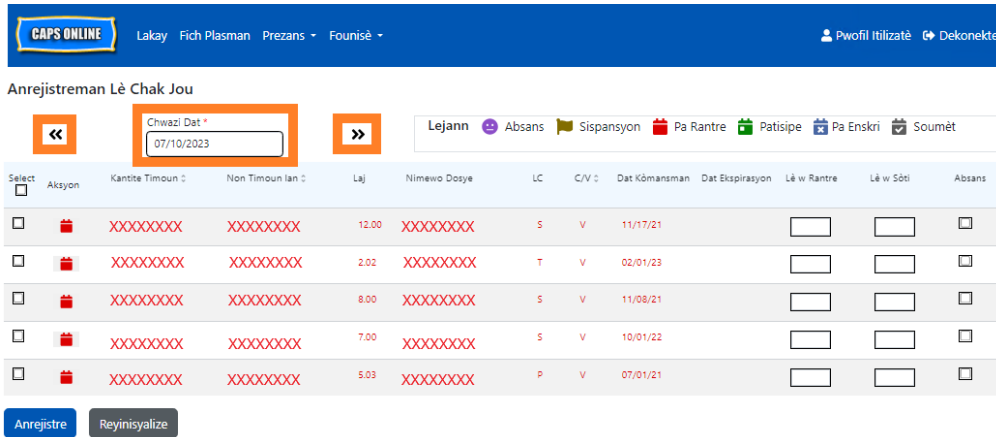 CAPS ONLINE Lakay Fich Plasman Prezans Founisè Pwofil Itilizatè Dekonekte
Anrejistreman Lè Chak Jou
Chwazi Dat *
07/10/2023
Lejann Absans Sispansyon Pa Rantre Patisipe Pa Enskri Soumèt
Select Aksyon Kantite Timoun Non Timoun lan Laj Nimewo Dosye LC C/V Dat Kòmansman Dat Ekspirasyon Lè w Rantre Lè w Sòti Absans
XXXXXXXX XXXXXXXX 12.00 XXXXXXXX S V 11/17/21
XXXXXXXX XXXXXXXX 2.02 XXXXXXXX T V 02/01/23
XXXXXXXX XXXXXXXX 8.00 XXXXXXXX S V 11/08/21
XXXXXXXX XXXXXXXX 7.00 XXXXXXXX S V 10/01/22
XXXXXXXX XXXXXXXX 5.03 XXXXXXXX P V 07/01/21
Anrejistre Reyinisyalize